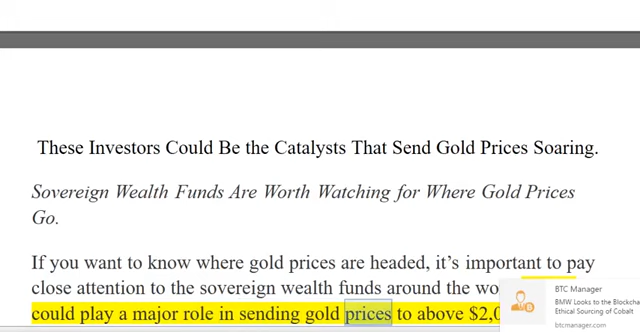 These Investors Could Be the Catalysts That Send Gold Prices Soaring.
Sovereign Wealth Funds Are Worth Watching for Where Gold Prices
Go.
If you want to know where gold prices are headed, it's important to pay
close attention to the sovereign wealth funds around the
could play a major role in sending gold prices to above
BTC Manager
BMW Looks to the
Ethical Sourcing of Cobalt
btcmanager.com